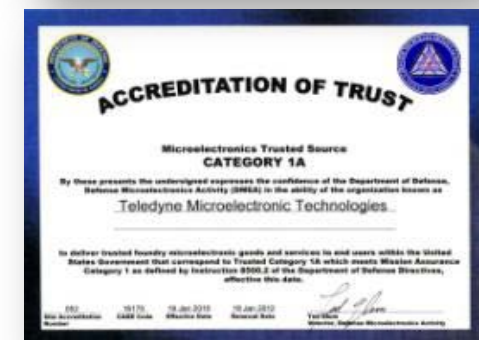 ACCREDITATION OF TRUST
Microelectronics Trusted Source
CATEGORY 1A
By these presents the undersigned expresses the confidence of the Department of Defense,
Defense Microelectronics Activity (DMEA) in the ability of the organization known as
Teledyne Microelectronic Technologies
to deliver trusted foundry microelectronic goods and services to end users within the United
States Government that correspond to Trusted Category 1A which meets Mission Assurance
Category 1 as defined by Instruction 8500.2 of the Department of Defense Directives,
effective this date.
Site Accreditation
Number
CAGE Code
Effective Date
Renewal Date
Director, Defense Microelectronics Activity